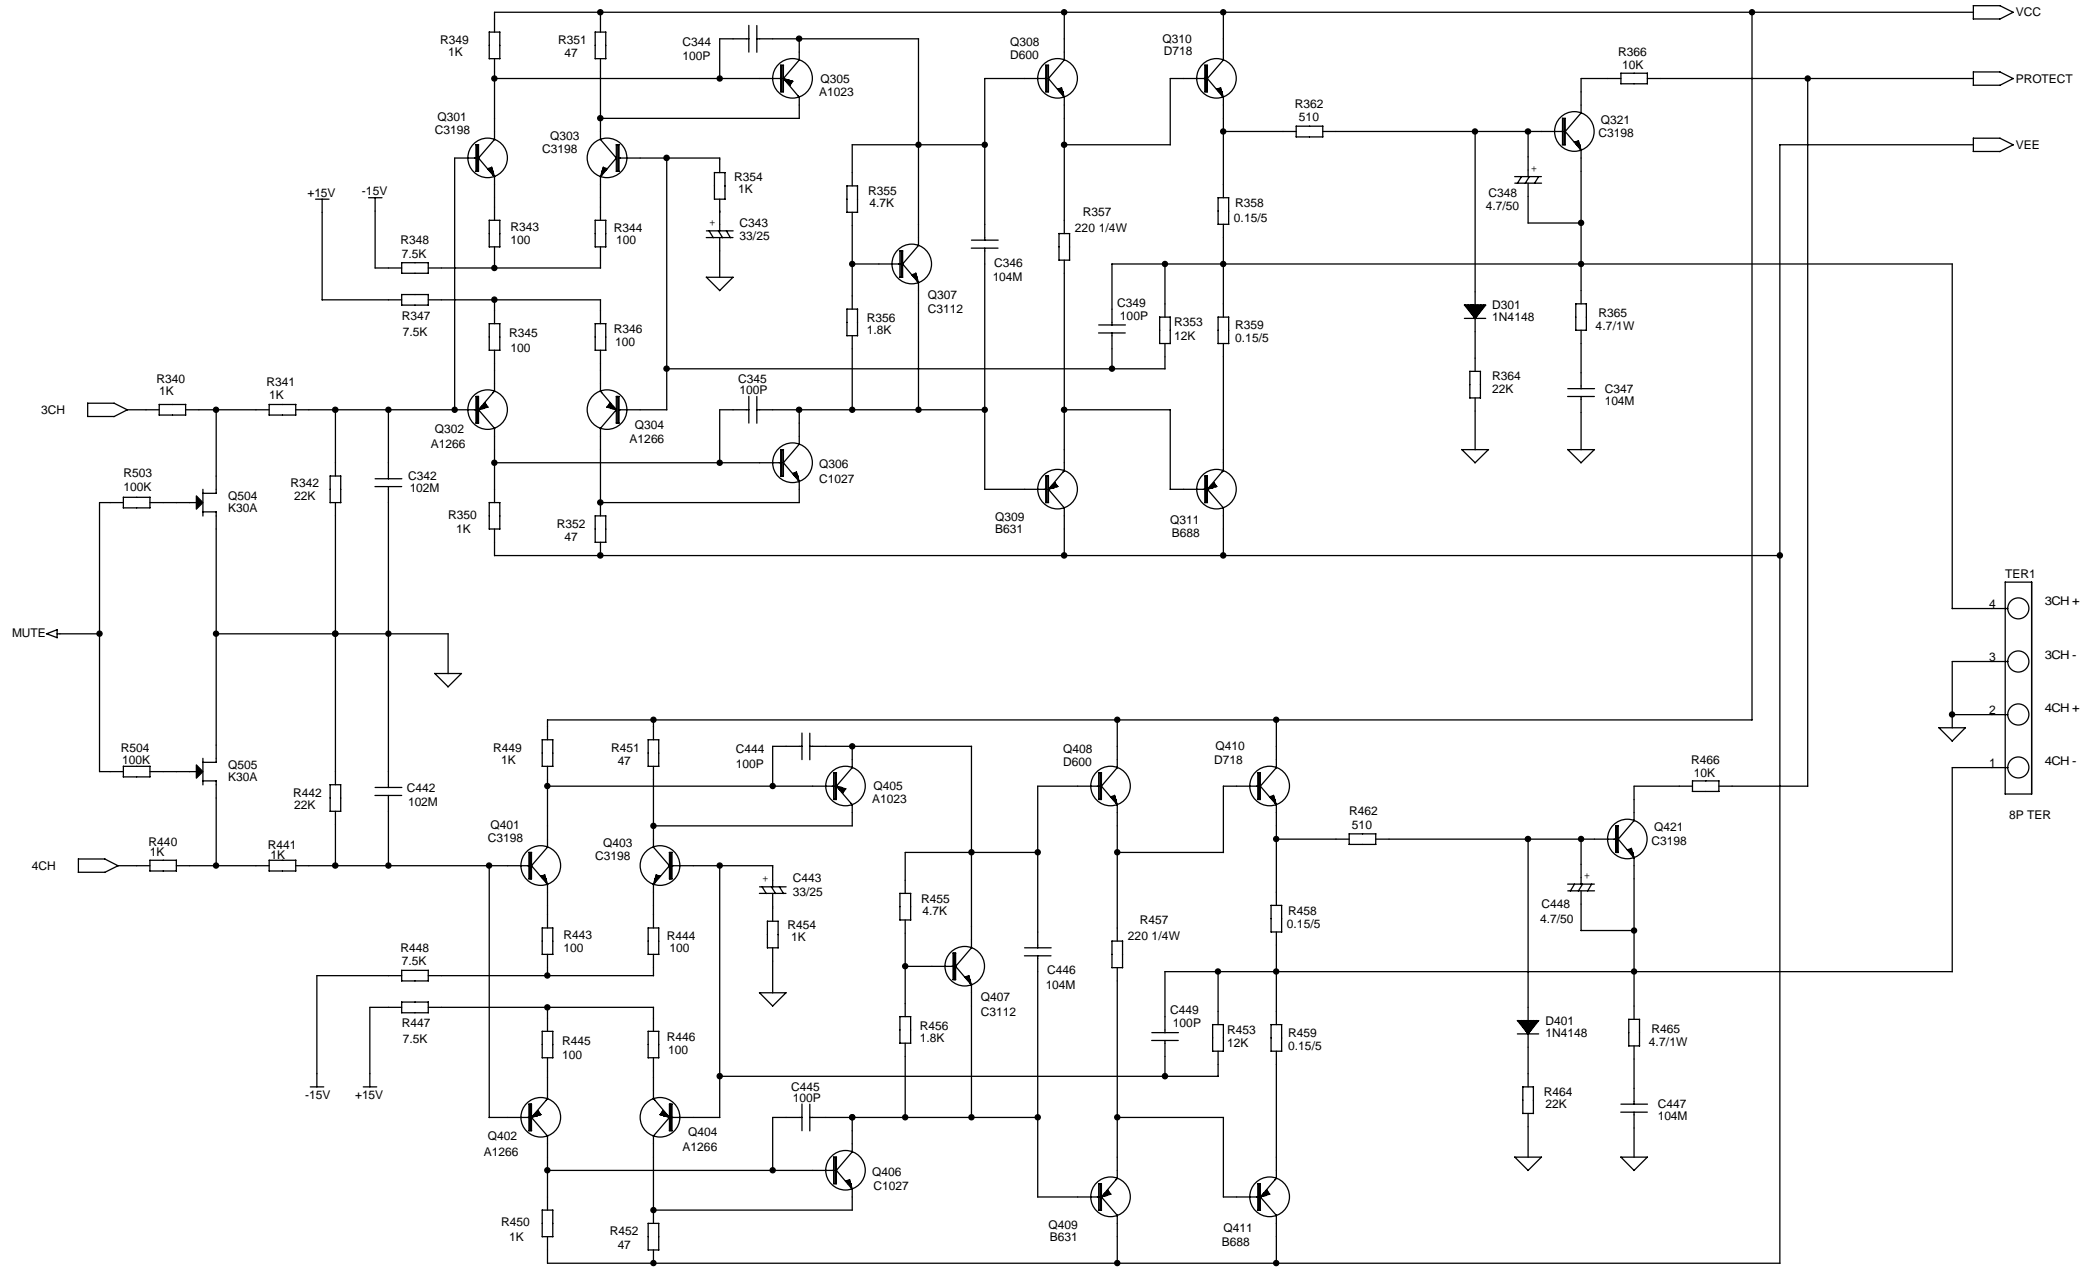 VCC
R349
1K
R351
47
C344
100P
Q305
A1023
Q308
D600
Q310
D718
R366
10K
PROTECT
Q301
C3198
Q303
C3198
R362
510
Q321
C3198
VEE
+15V
-15V
R354
1K
R355
4.7K
C348
4.7/50
+
R343
100
R344
100
+
C343
33/25
R357
220 1/4W
R358
0.15/5
R348
7.5K
C346
104M
Q307
C3112
R347
7.5K
R345
100
R346
100
R356
1.8K
C349
100P
R353
12K
R359
0.15/5
D301
1N4148
R365
4.7/1W
R340
1K
R341
1K
C345
100P
R364
22K
C347
104M
3CH
Q302
A1266
Q304
A1266
Q306
C1027
R503
100K
Q504
K30A
R342
22K
C342
102M
R350
1K
R352
47
Q309
B631
Q311
B688
TER1
4
3CH +
MUTE
3
3CH -
2
4CH +
1
4CH -
8P TER
R504
100K
Q505
K30A
R442
22K
C442
102M
R449
1K
R451
47
C444
100P
Q405
A1023
Q408
D600
Q410
D718
R466
10K
Q401
C3198
Q403
C3198
R462
510
Q421
C3198
R440
1K
R441
1K
4CH
+
C443
33/25
R455
4.7K
+
C448
4.7/50
R454
1K
R443
100
R444
100
R457
220 1/4W
R458
0.15/5
R448
7.5K
C446
104M
Q407
C3112
R447
7.5K
R445
100
R446
100
R456
1.8K
C449
100P
R453
12K
R459
0.15/5
D401
1N4148
R465
4.7/1W
-15V
+15V
C445
100P
R464
22K
C447
104M
Q402
A1266
Q404
A1266
Q406
C1027
R450
1K
R452
47
Q409
B631
Q411
B688